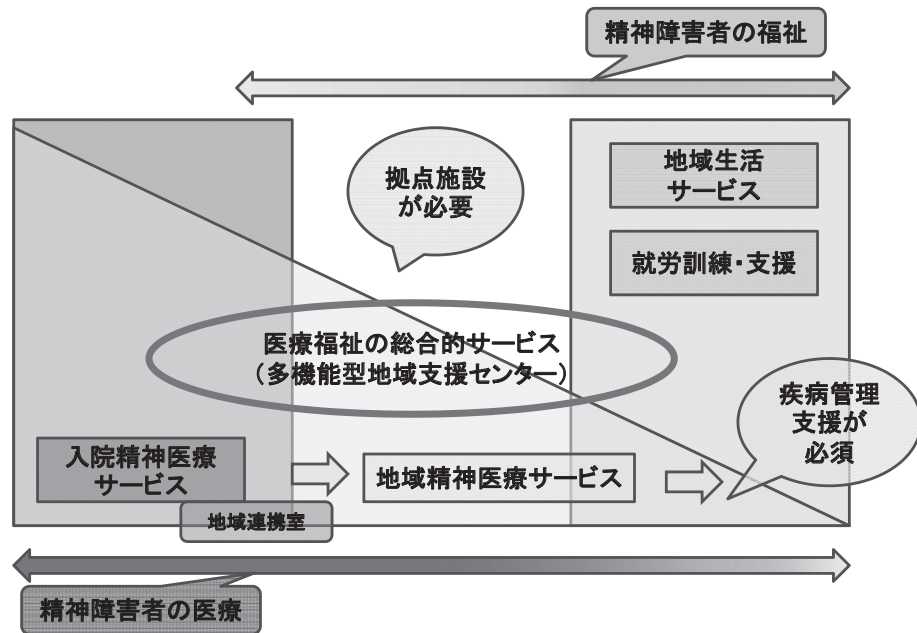 精神障害者の福祉
拠点施設
が必要
地域生活
サービス
就労訓練・支援
医療福祉の総合的サービス
（多機能型地域支援センター）
疾病管理
支援が
必須
入院精神医療
サービス
地域精神医療サービス
地域連携室
精神障害者の医療